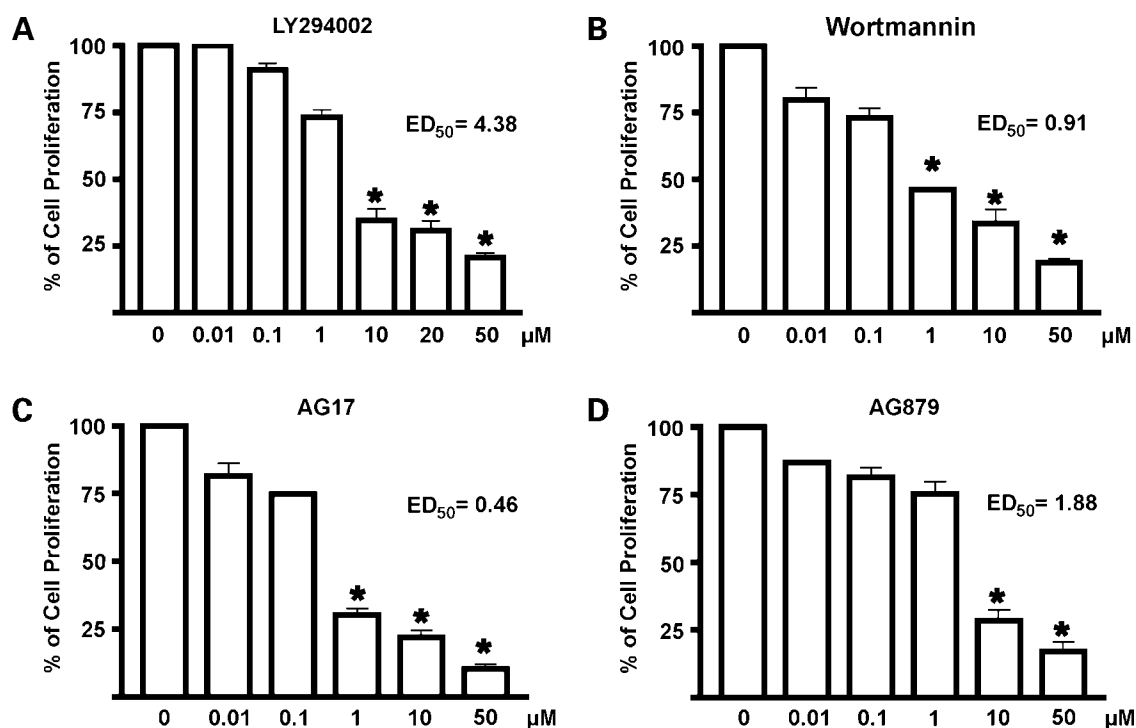 A
LY294002
% of Cell Proliferation
100
75
50
25
ED50= 4.38
* * *
0 0.01 0.1 1 10 20 50 µM
B
Wortmannin
% of Cell Proliferation
100
75
50
25
ED50= 0.91
* * *
0 0.01 0.1 1 10 50 µM
C
AG17
% of Cell Proliferation
100
75
50
25
ED50= 0.46
* * *
0 0.01 0.1 1 10 50 µM
D
AG879
% of Cell Proliferation
100
75
50
25
ED50= 1.88
* *
0 0.01 0.1 1 10 50 µM